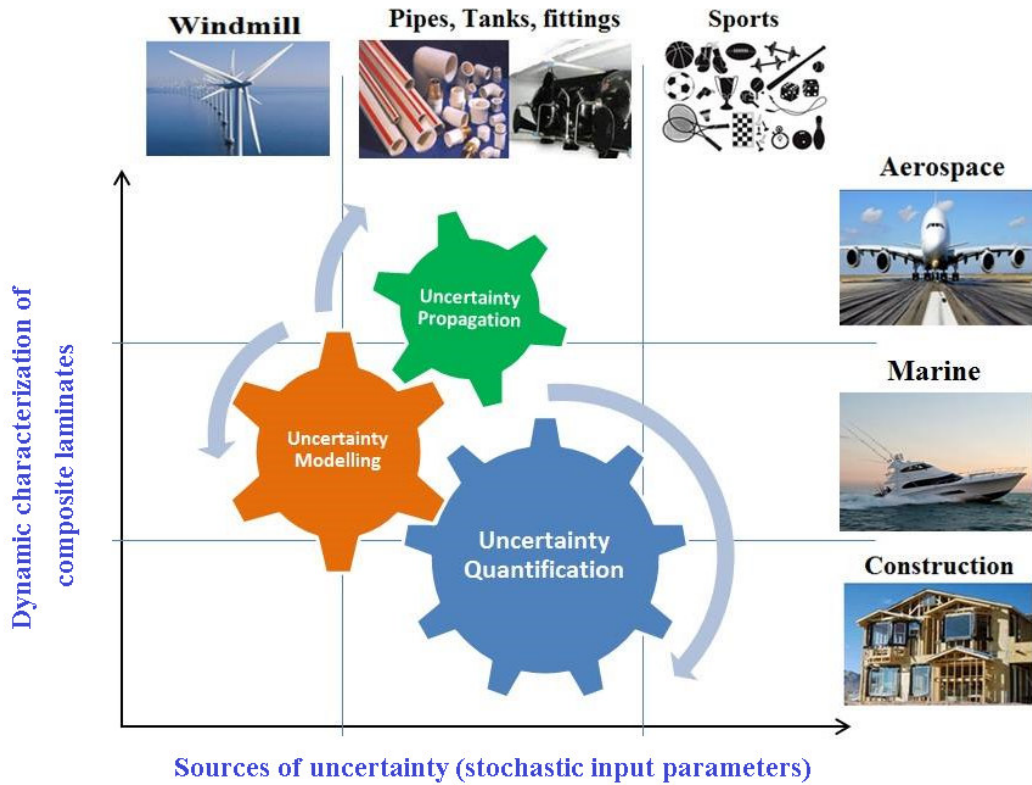 Windmill
Pipes, Tanks, fittings
Sports
Aerospace
Marine
Construction
Uncertainty
Propagation
Uncertainty
Modelling
Uncertainty
Quantification
Dynamic characterization of
composite laminates
Sources of uncertainty (stochastic input parameters)